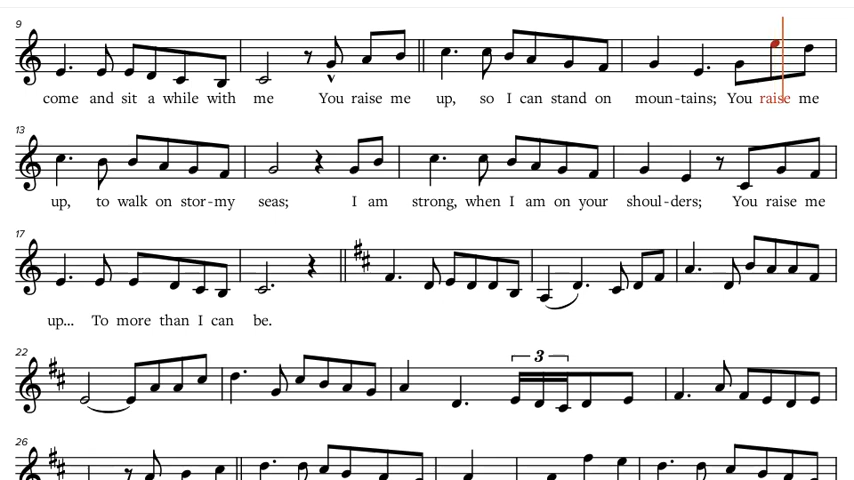 9
come and sit a while with me You raise me up, so I can stand on moun-tains; You raise me
13
up, to walk on stor-my seas; I am strong, when I am on your shoul-ders; You raise me
17
up... To more than I can be.
22
3
26